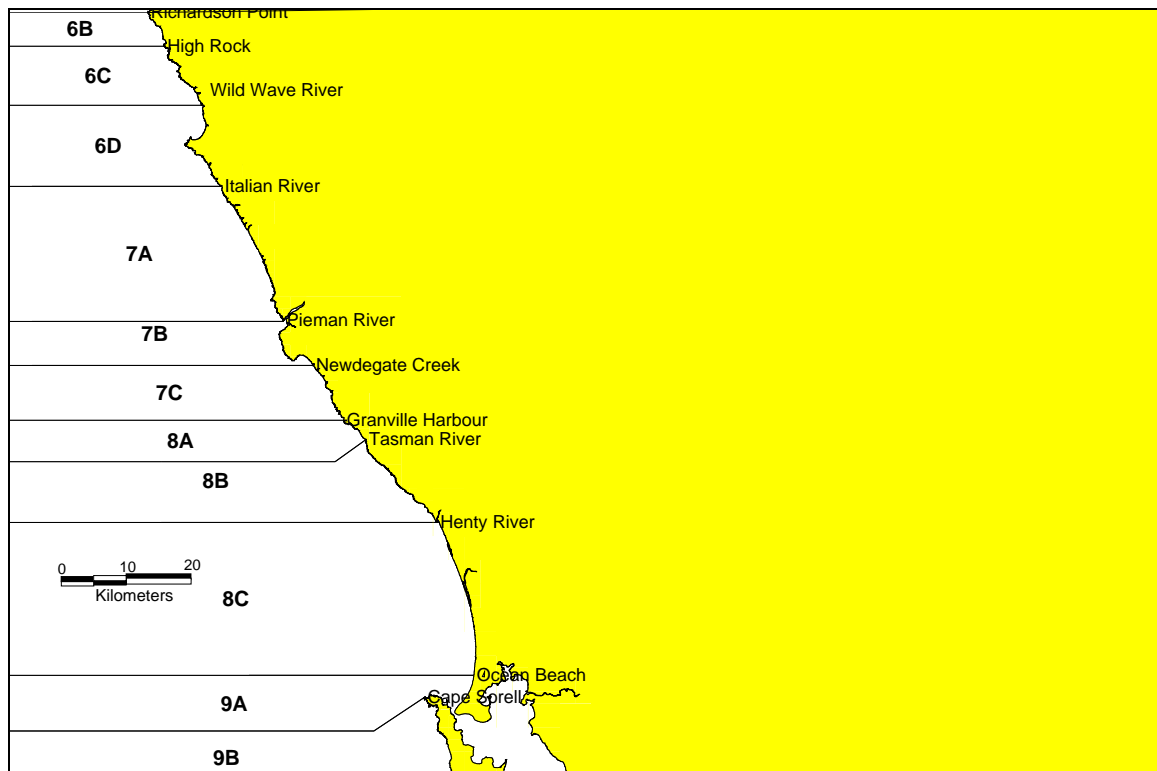 Richardson Point
6B
High Rock
6C
Wild Wave River
6D
Italian River
7A
Pieman River
7B
Newdegate Creek
7C
Granville Harbour
8A
Tasman River
8B
Henty River
0 10 20
Kilometers
8C
Ocean Beach
Cape Sprell
9A
9B